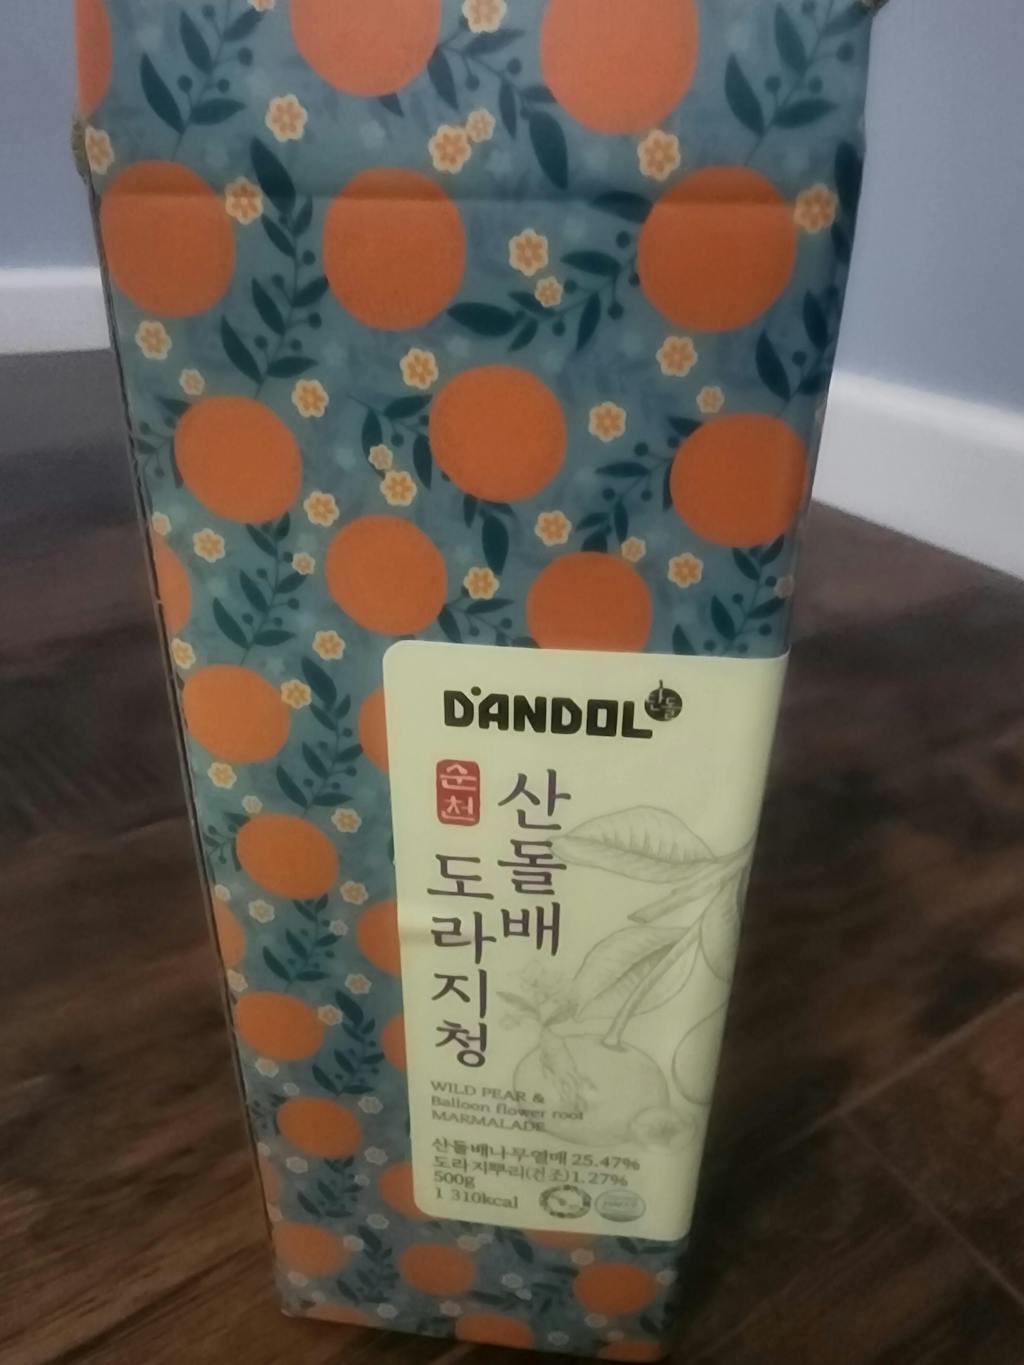 D'ANDOL 단돌
순천
산돌배
도라지청
WILD PEAR &
Balloon flower root
MARMALADE
산돌배나무열매 25.47%
도라지뿌리(건조)1.27%
500g
1 310kcal